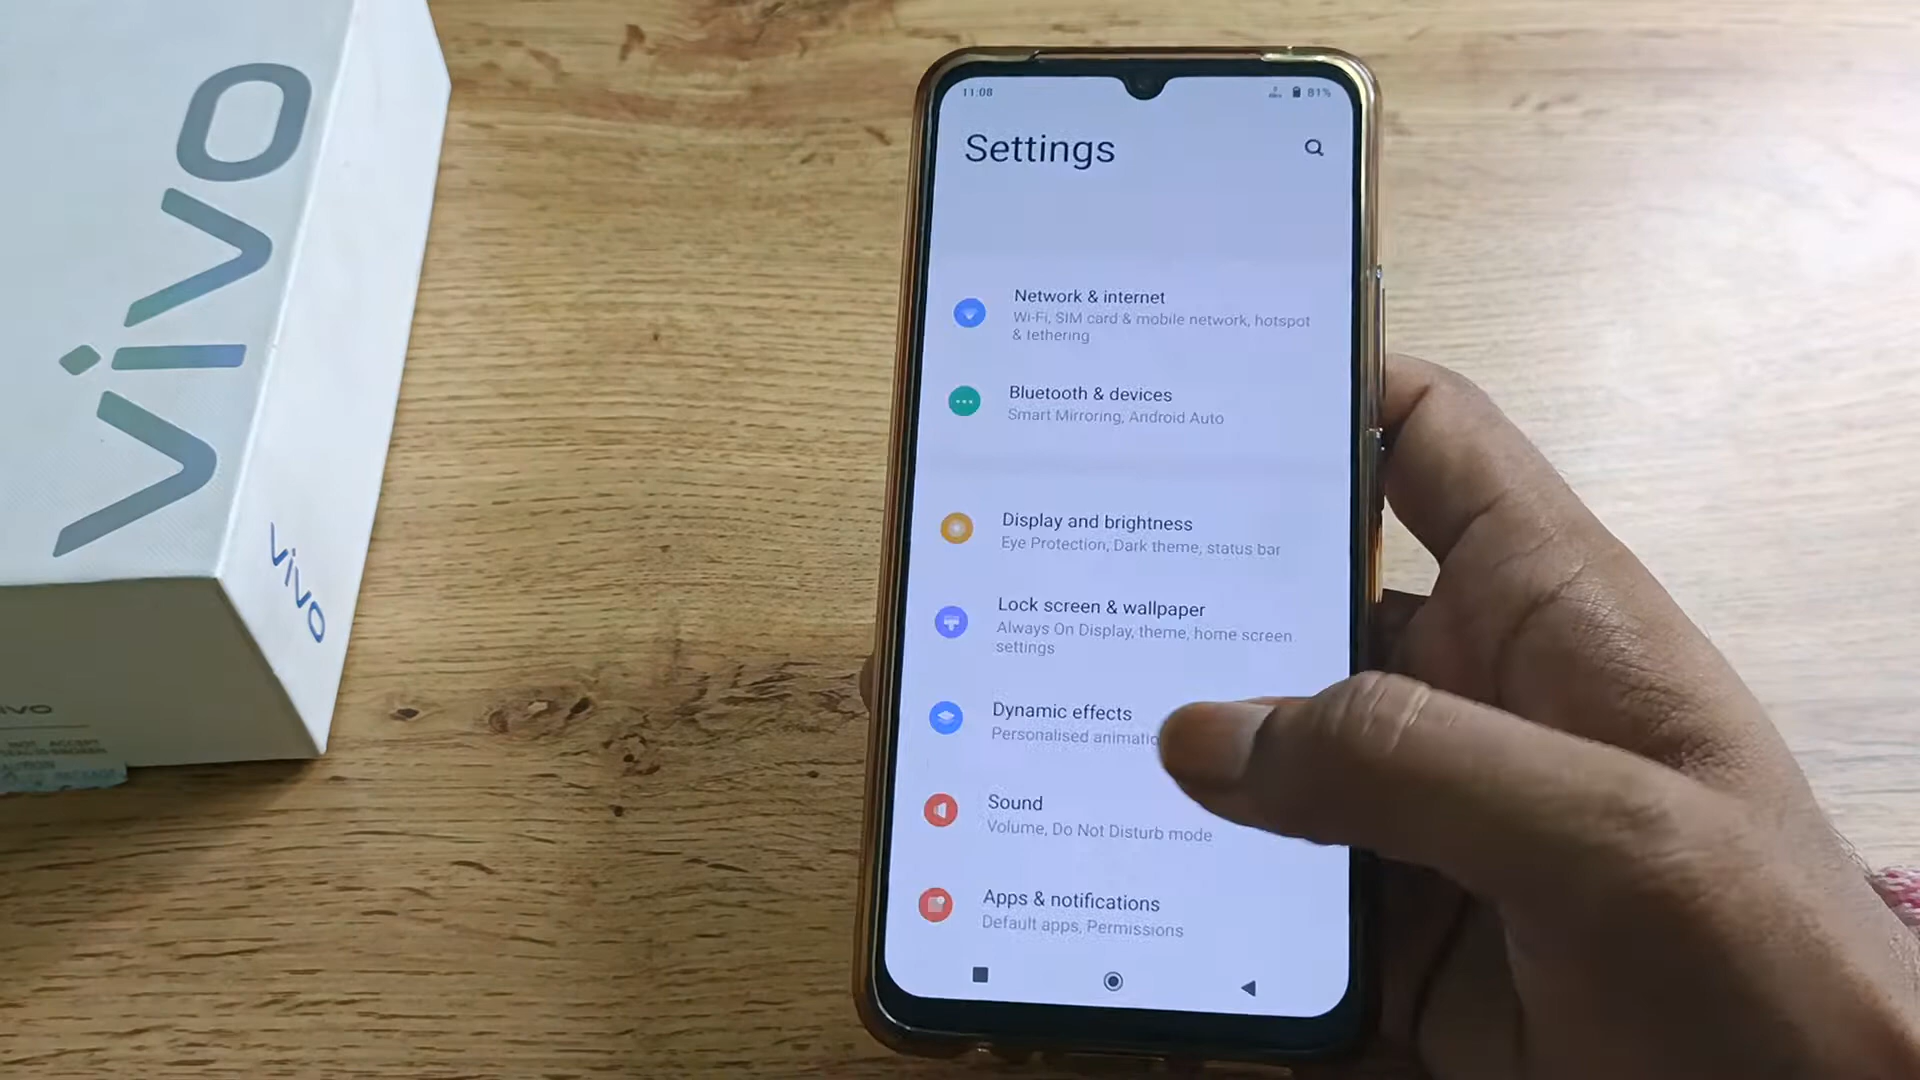 vivo
vivo
11:08
81%
Settings
Network & internet
Wi-Fi, SIM card & mobile network, hotspot
& tethering
Bluetooth & devices
Smart Mirroring, Android Auto
Display and brightness
Eye Protection, Dark theme, status bar
Lock screen & wallpaper
Always On Display, theme, home screen
settings
Dynamic effects
Personalised
Sound
Volume, Do Not Disturb mode
Apps & notifications
Default apps, Permissions